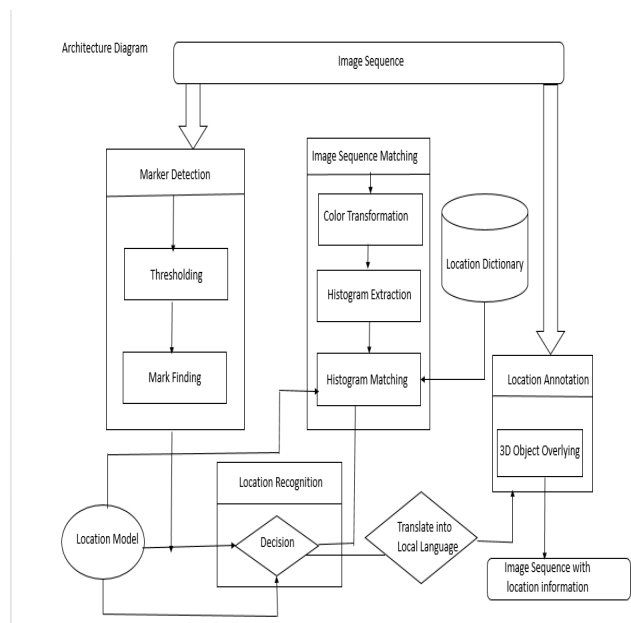 Architecture Diagram
Image Sequence
Marker Detection
Thresholding
Mark Finding
Image Sequence Matching
Color Transformation
Histogram Extraction
Histogram Matching
Location Dictionary
Location Annotation
3D Object Overlying
Location Recognition
Location Model
Decision
Translate into
Local Language
Image Sequence with
location information